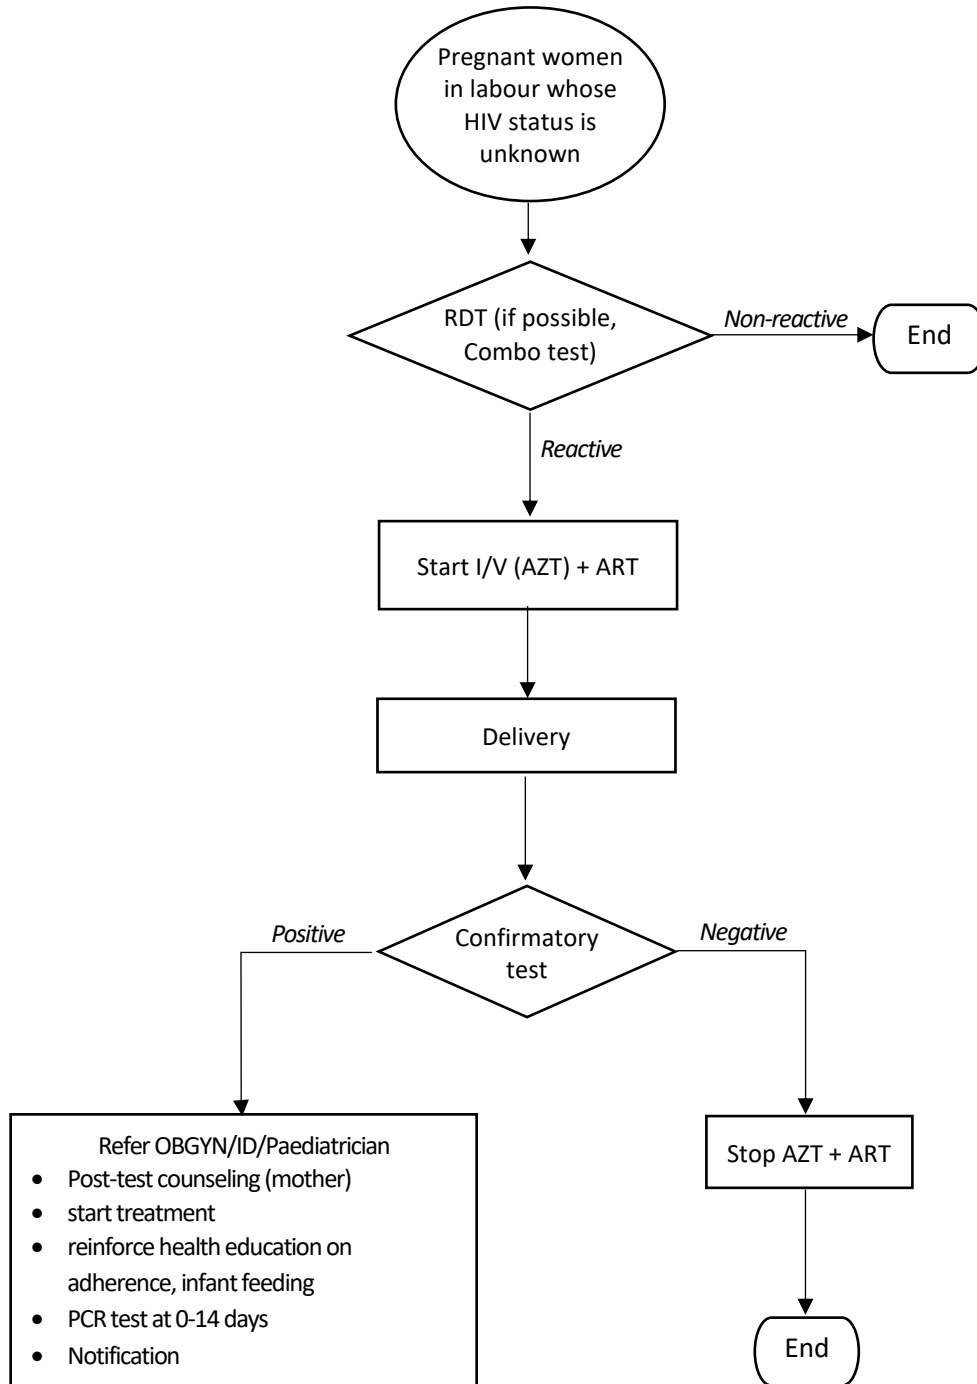 Pregnant women
in labour whose
HIV status is
unknown
RDT (if possible,
Combo test)
Non-reactive
End
Reactive
Start I/V (AZT) + ART
Delivery
Confirmatory
test
Positive
Negative
Refer OBGYN/ID/Paediatrician
• Post-test counseling (mother)
• start treatment
• reinforce health education on
adherence, infant feeding
• PCR test at 0-14 days
• Notification
Stop AZT + ART
End